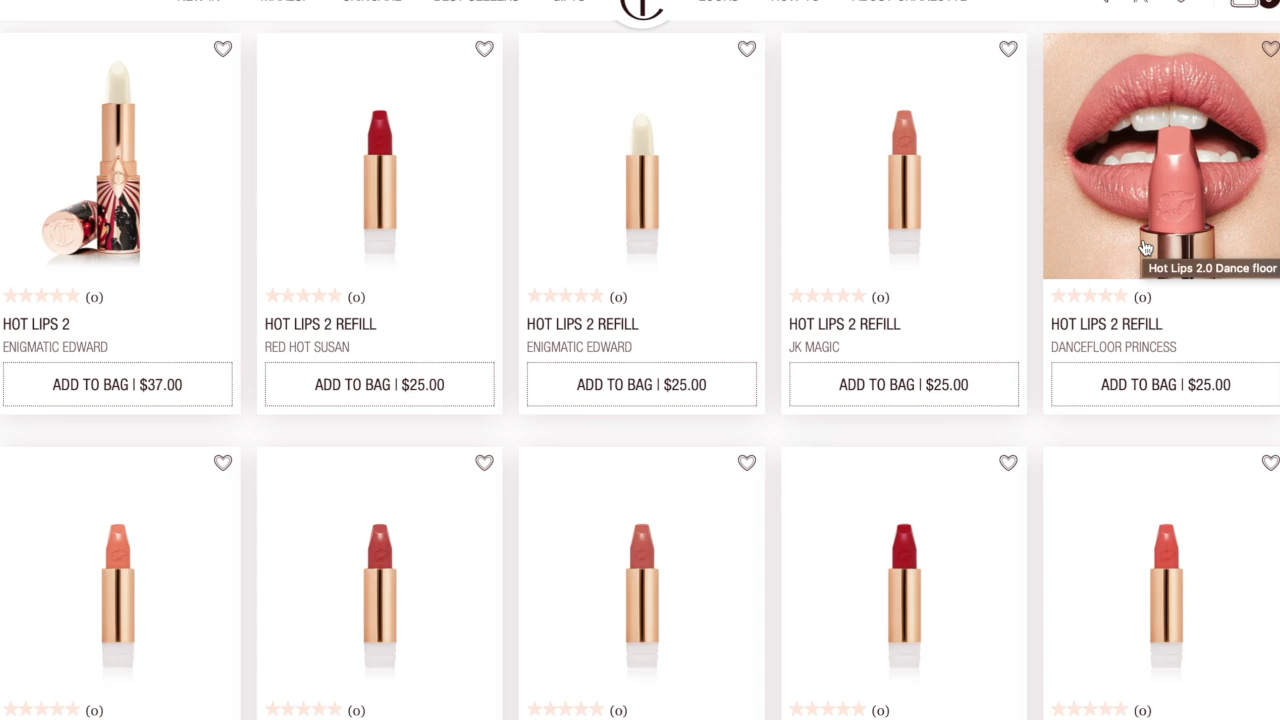 (0)
HOT LIPS 2
ENIGMATIC EDWARD
ADD TO BAG | $37.00
(0)
HOT LIPS 2 REFILL
RED HOT SUSAN
ADD TO BAG | $25.00
(0)
HOT LIPS 2 REFILL
ENIGMATIC EDWARD
ADD TO BAG | $25.00
(0)
HOT LIPS 2 REFILL
JK MAGIC
ADD TO BAG | $25.00
Hot Lips 2.0 Dance floor
(0)
HOT LIPS 2 REFILL
DANCEFLOOR PRINCESS
ADD TO BAG | $25.00
(0)
(0)
(0)
(0)
(0)